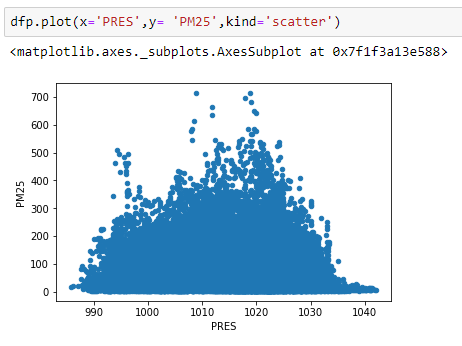 dfp.plot(x='PRES',y= 'PM25',kind='scatter')
<matplotlib.axes._subplots.AxesSubplot at 0x7f1f3a13e588>
700
600
500
400
300
200
100
0
PM25
990 1000 1010 1020 1030 1040
PRES